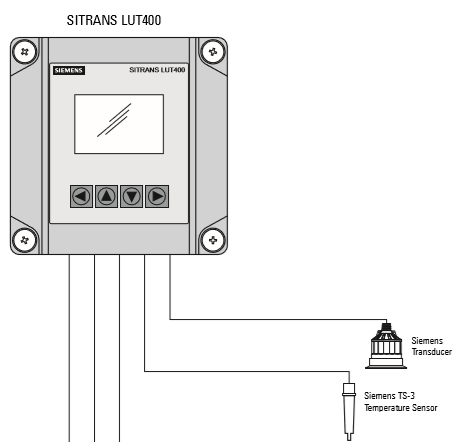 SITRANS LUT400
SIEMENS
SITRANS LUT400
Siemens
Transducer
Siemens TS-3
Temperature Sensor